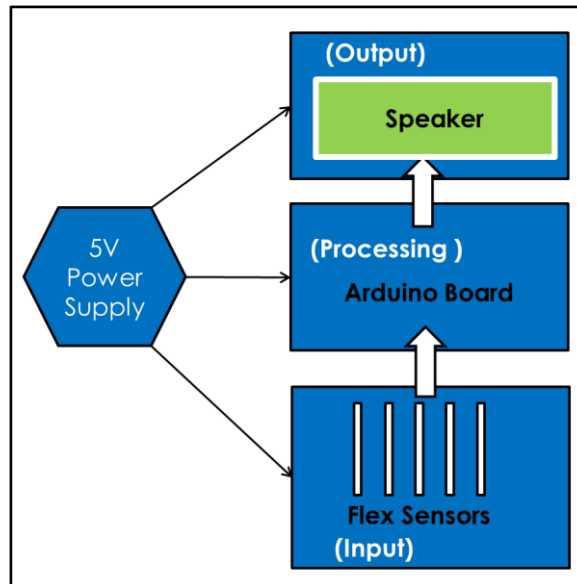 (Output)
Speaker
5V
Power
Supply
(Processing )
Arduino Board
Flex Sensors
(Input)